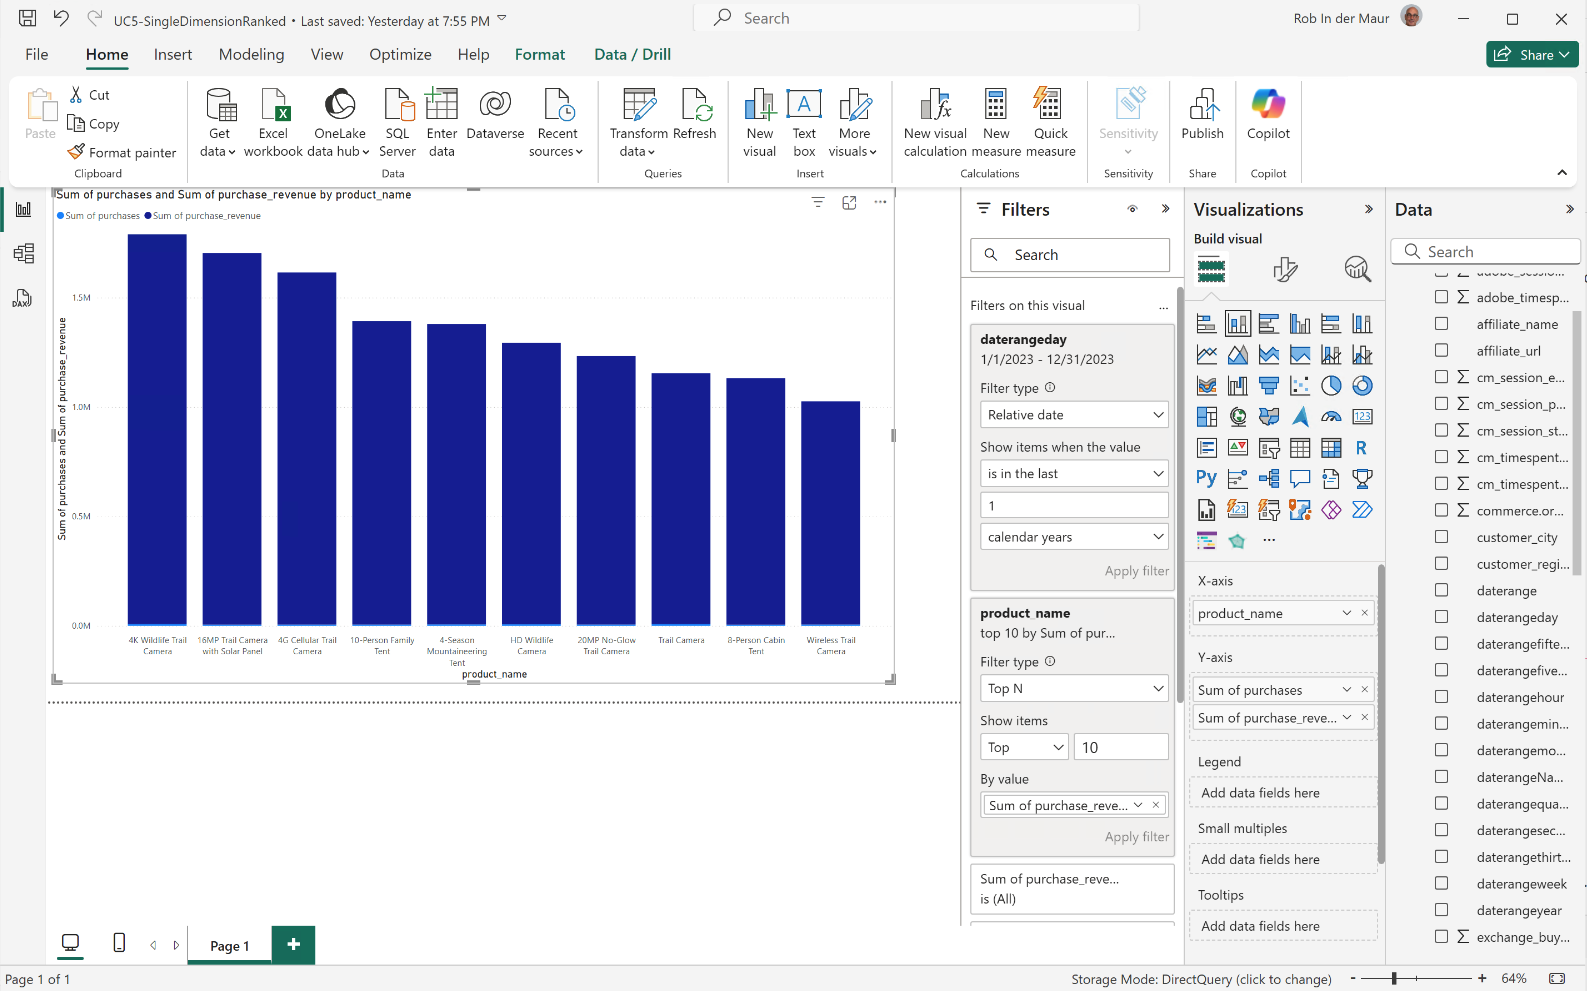 UC5-SingleDimensionRanked • Last saved: Yesterday at 7:55 PM
Search
Rob In der Maur
File
Home
Insert
Modeling
View
Optimize
Help
Format
Data / Drill
Share
Paste
Cut
Copy
Format painter
Clipboard
Get data
Excel workbook
OneLake data hub
SQL Server
Enter data
Dataverse
Recent sources
Data
Transform data
Refresh
Queries
New visual
Text box
More visuals
Insert
New visual calculation
New measure
Quick measure
Calculations
Sensitivity
Sensitivity
Publish
Share
Copilot
Copilot
Sum of purchases and Sum of purchase_revenue by product_name
Sum of purchases
Sum of purchase_revenue
Sum of purchases and Sum of purchase_revenue
1.5M
1.0M
0.5M
0.0M
4K Wildlife Trail Camera
16MP Trail Camera with Solar Panel
4G Cellular Trail Camera
10-Person Family Tent
4-Season Mountaineering Tent
HD Wildlife Camera
20MP No-Glow Trail Camera
Trail Camera
8-Person Cabin Tent
Wireless Trail Camera
product_name
Filters
Search
Filters on this visual
...
daterangeday
1/1/2023 - 12/31/2023
Filter type
Relative date
Show items when the value
is in the last
1
calendar years
Apply filter
product_name
top 10 by Sum of pur...
Filter type
Top N
Show items
Top
10
By value
Sum of purchase_reve...
Apply filter
Sum of purchase_reve...
is (All)
Visualizations
Build visual
123
R
Py
123
...
X-axis
product_name
Y-axis
Sum of purchases
Sum of purchase_reve...
Legend
Add data fields here
Small multiples
Add data fields here
Tooltips
Add data fields here
Data
Search
adobe_sessio...
adobe_timesp...
affiliate_name
affiliate_url
cm_session_e...
cm_session_p...
cm_session_st...
cm_timespent...
cm_timespent...
commerce.or...
customer_city
customer_regi...
daterange
daterangeday
daterangefifte...
daterangefive...
daterangehour
daterangemin...
daterangemo...
daterangeNa...
daterangequa...
daterangesec...
daterangethirt...
daterangeweek
daterangeyear
exchange_buy...
DAX
Page 1
Page 1 of 1
Storage Mode: DirectQuery (click to change)
- + 64%